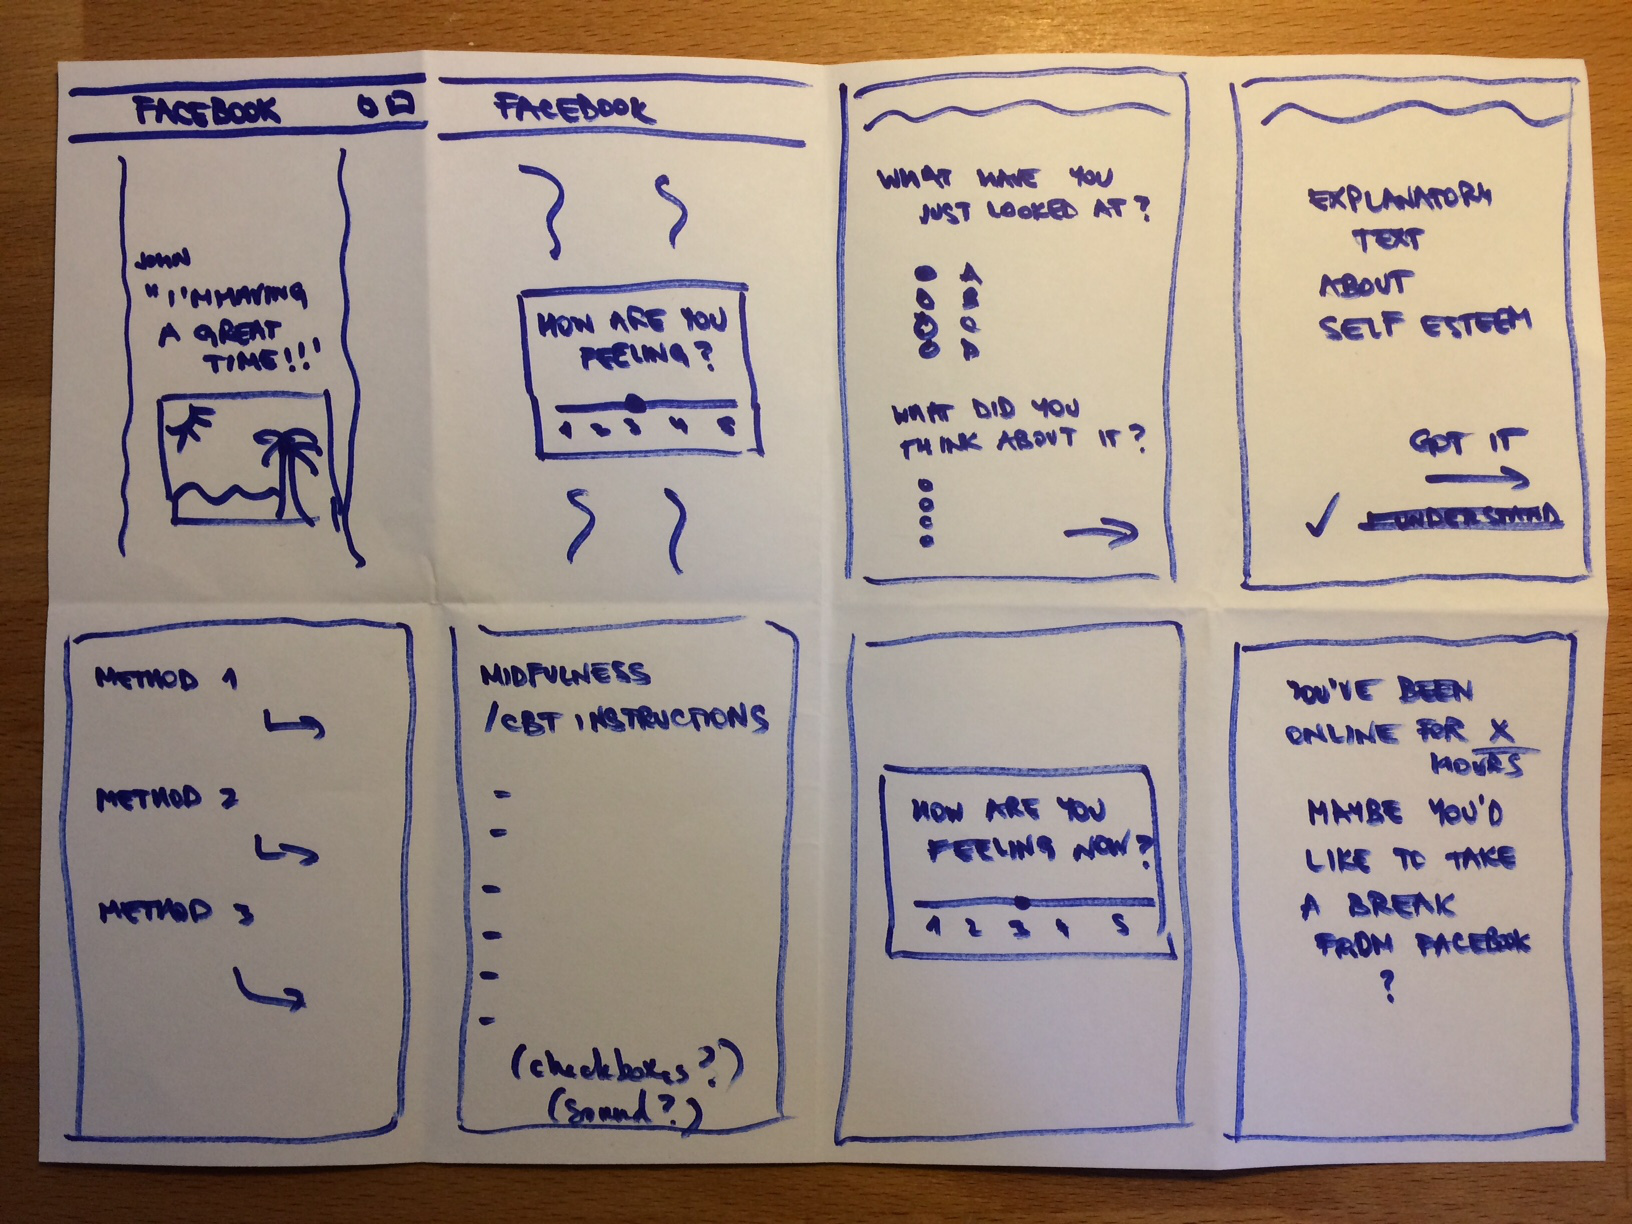 FACEBOOK
JOHN
"I'M HAVING
A GREAT
TIME!!!"
FACEBOOK
HOW ARE YOU
FEELING?
1 2 3 4 5
WHAT HAVE YOU
JUST LOOKED AT?
A
B
C
D
WHAT DID YOU
THINK ABOUT IT?
EXPLANATORY
TEXT
ABOUT
SELF ESTEEM
GOT IT
I UNDERSTAND
METHOD 1
METHOD 2
METHOD 3
MIDFULNESS
/CBT INSTRUCTIONS
(checkboxes?)
(sound?)
HOW ARE YOU
FEELING NOW?
1 2 3 4 5
YOU'VE BEEN
ONLINE FOR X
HOURS
MAYBE YOU'D
LIKE TO TAKE
A BREAK
FROM FACEBOOK
?